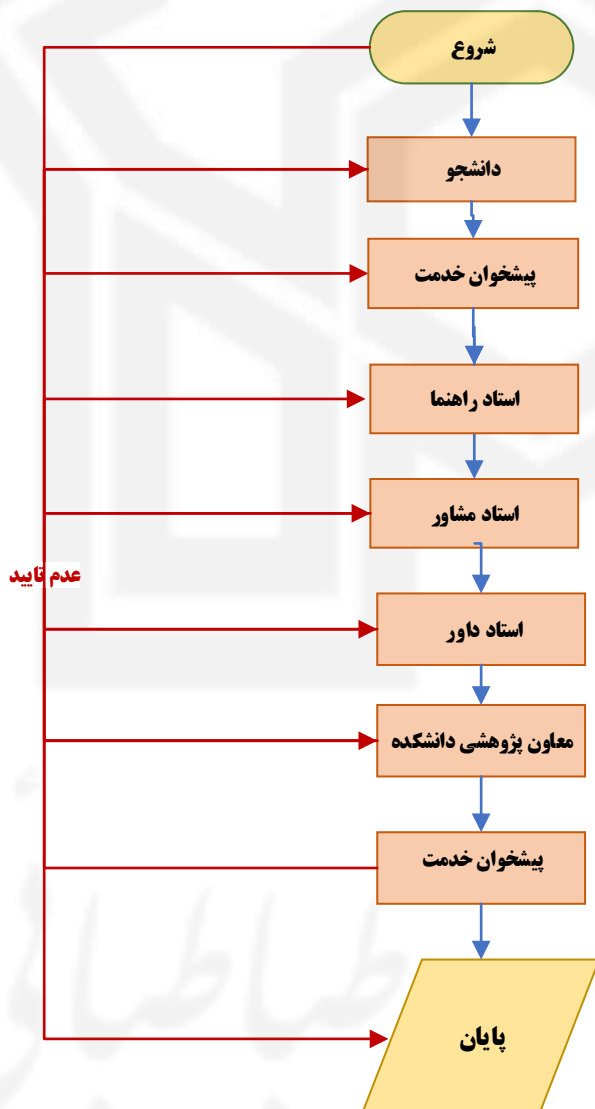 شروع
دانشجو
پیشخوان خدمت
استاد راهنما
استاد مشاور
عدم تایید
استاد داور
معاون پژوهشی دانشکده
پیشخوان خدمت
پایان